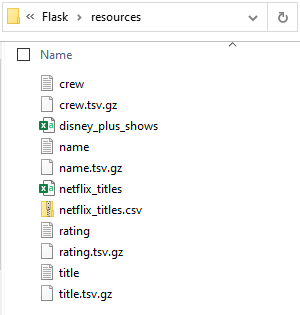 « Flask > resources
Name
crew
crew.tsv.gz
disney_plus_shows
name
name.tsv.gz
netflix_titles
netflix_titles.csv
rating
rating.tsv.gz
title
title.tsv.gz